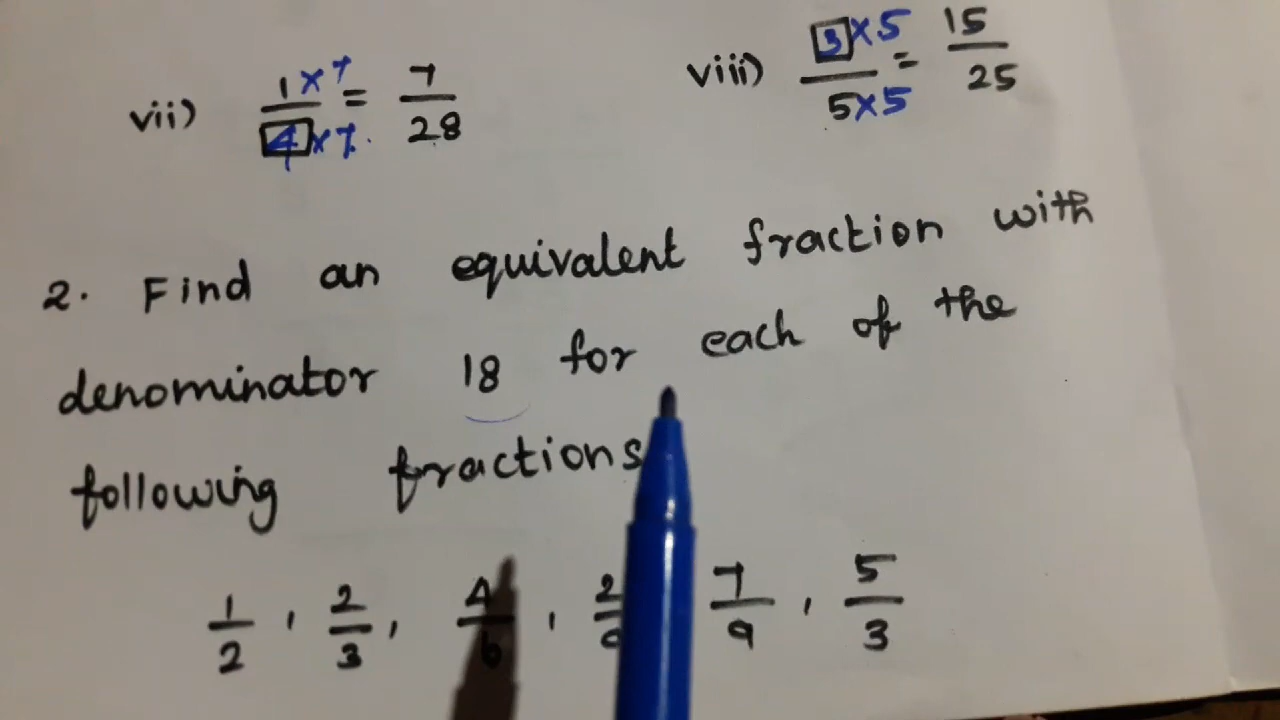 vii) 1×7/4×7 = 7/28
viii) 3×5/5×5 = 15/25
2. Find an equivalent fraction with
denominator 18 for each of the
following fractions
1/2, 2/3, 4/6, 7/9, 5/3